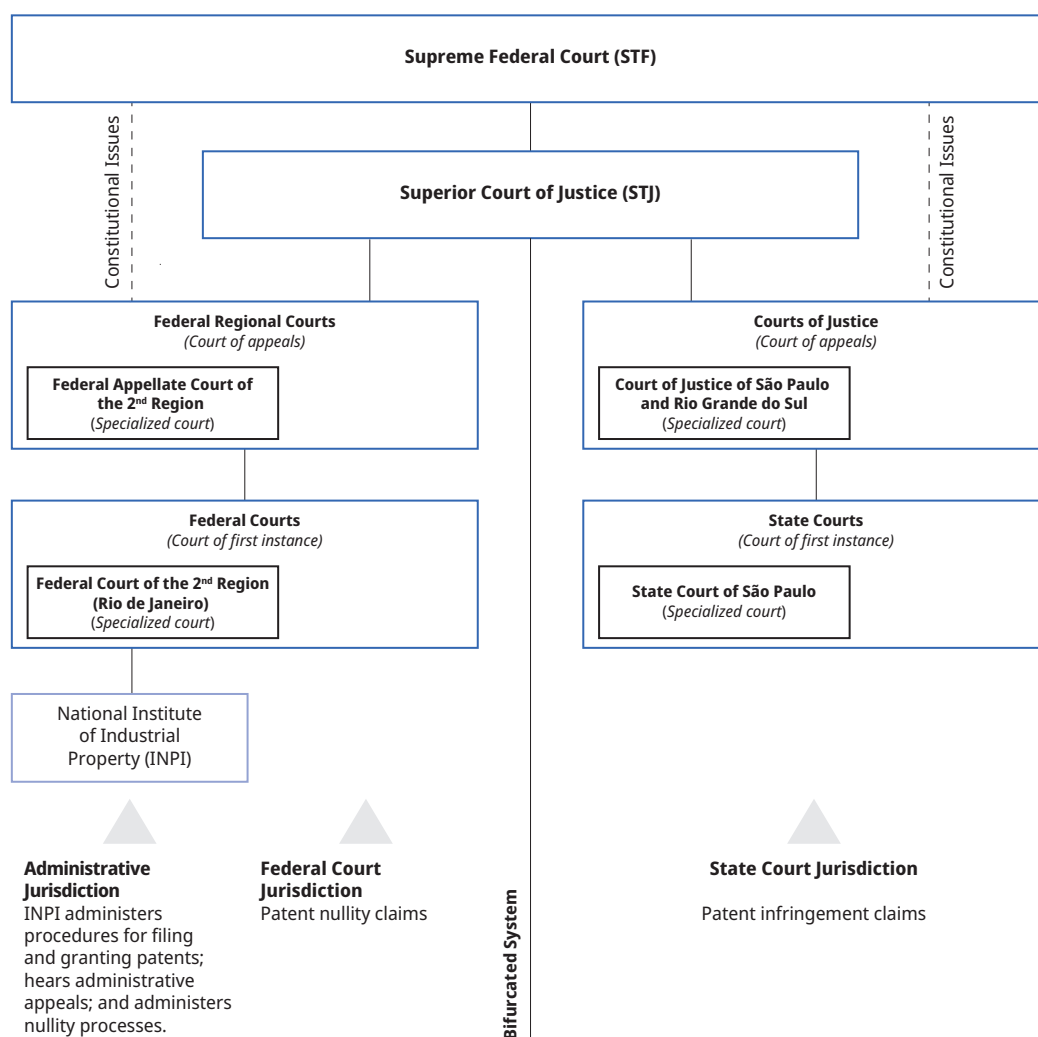 Supreme Federal Court (STF)
Constitutional Issues
Constitutional Issues
Superior Court of Justice (STJ)
Federal Regional Courts
(Court of appeals)
Federal Appellate Court of
the 2nd Region
(Specialized court)
Courts of Justice
(Court of appeals)
Court of Justice of São Paulo
and Rio Grande do Sul
(Specialized court)
Federal Courts
(Court of first instance)
Federal Court of the 2nd Region
(Rio de Janeiro)
(Specialized court)
State Courts
(Court of first instance)
State Court of São Paulo
(Specialized court)
National Institute
of Industrial
Property (INPI)
Administrative
Jurisdiction
INPI administers
procedures for filing
and granting patents;
hears administrative
appeals; and administers
nullity processes.
Federal Court
Jurisdiction
Patent nullity claims
Bifurcated System
State Court Jurisdiction
Patent infringement claims